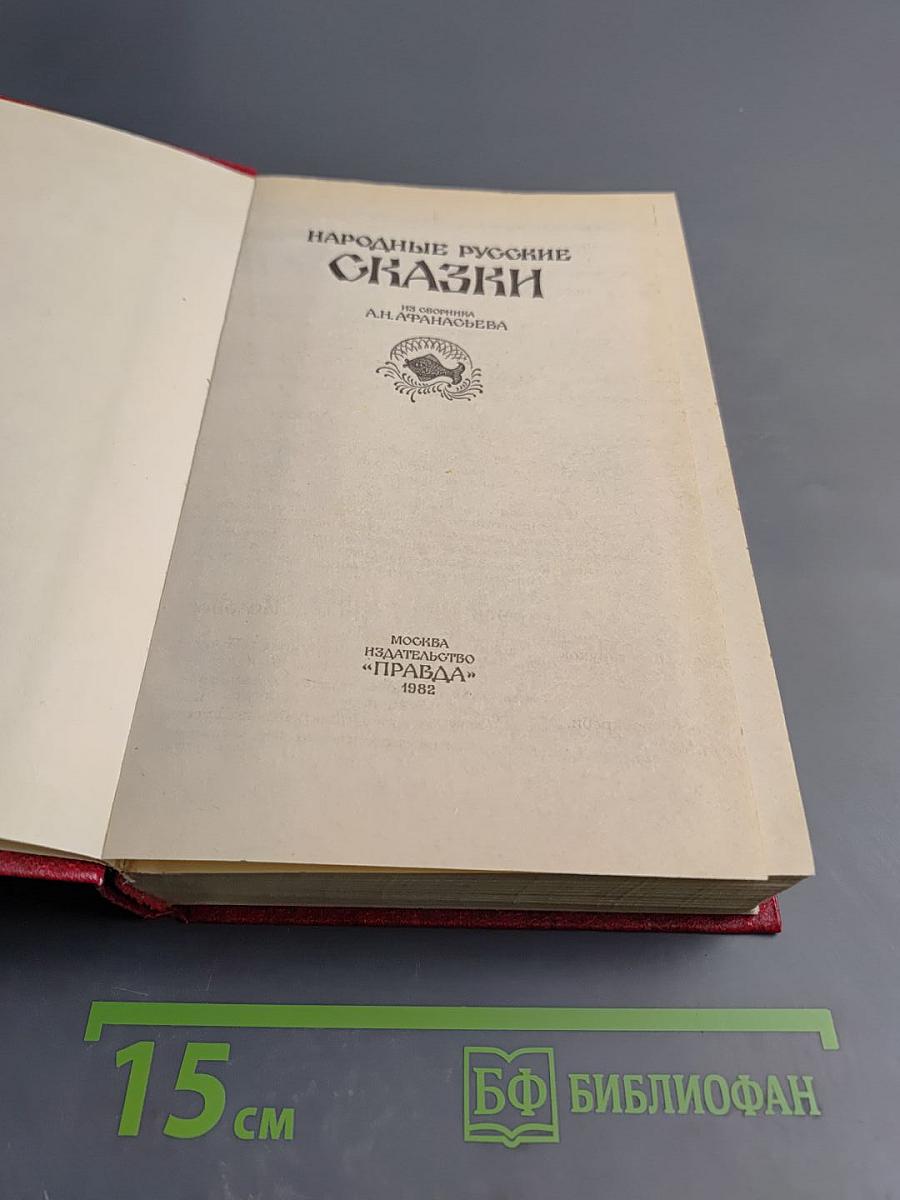 НАРОДНЫЕ РУССКИЕ
СКАЗКИ
ИЗ СБОРНИКА
А.Н. АФАНАСЬЕВА
МОСКВА
ИЗДАТЕЛЬСТВО
«ПРАВДА»
1982
15 СМ
БФ БИБЛИОФАН